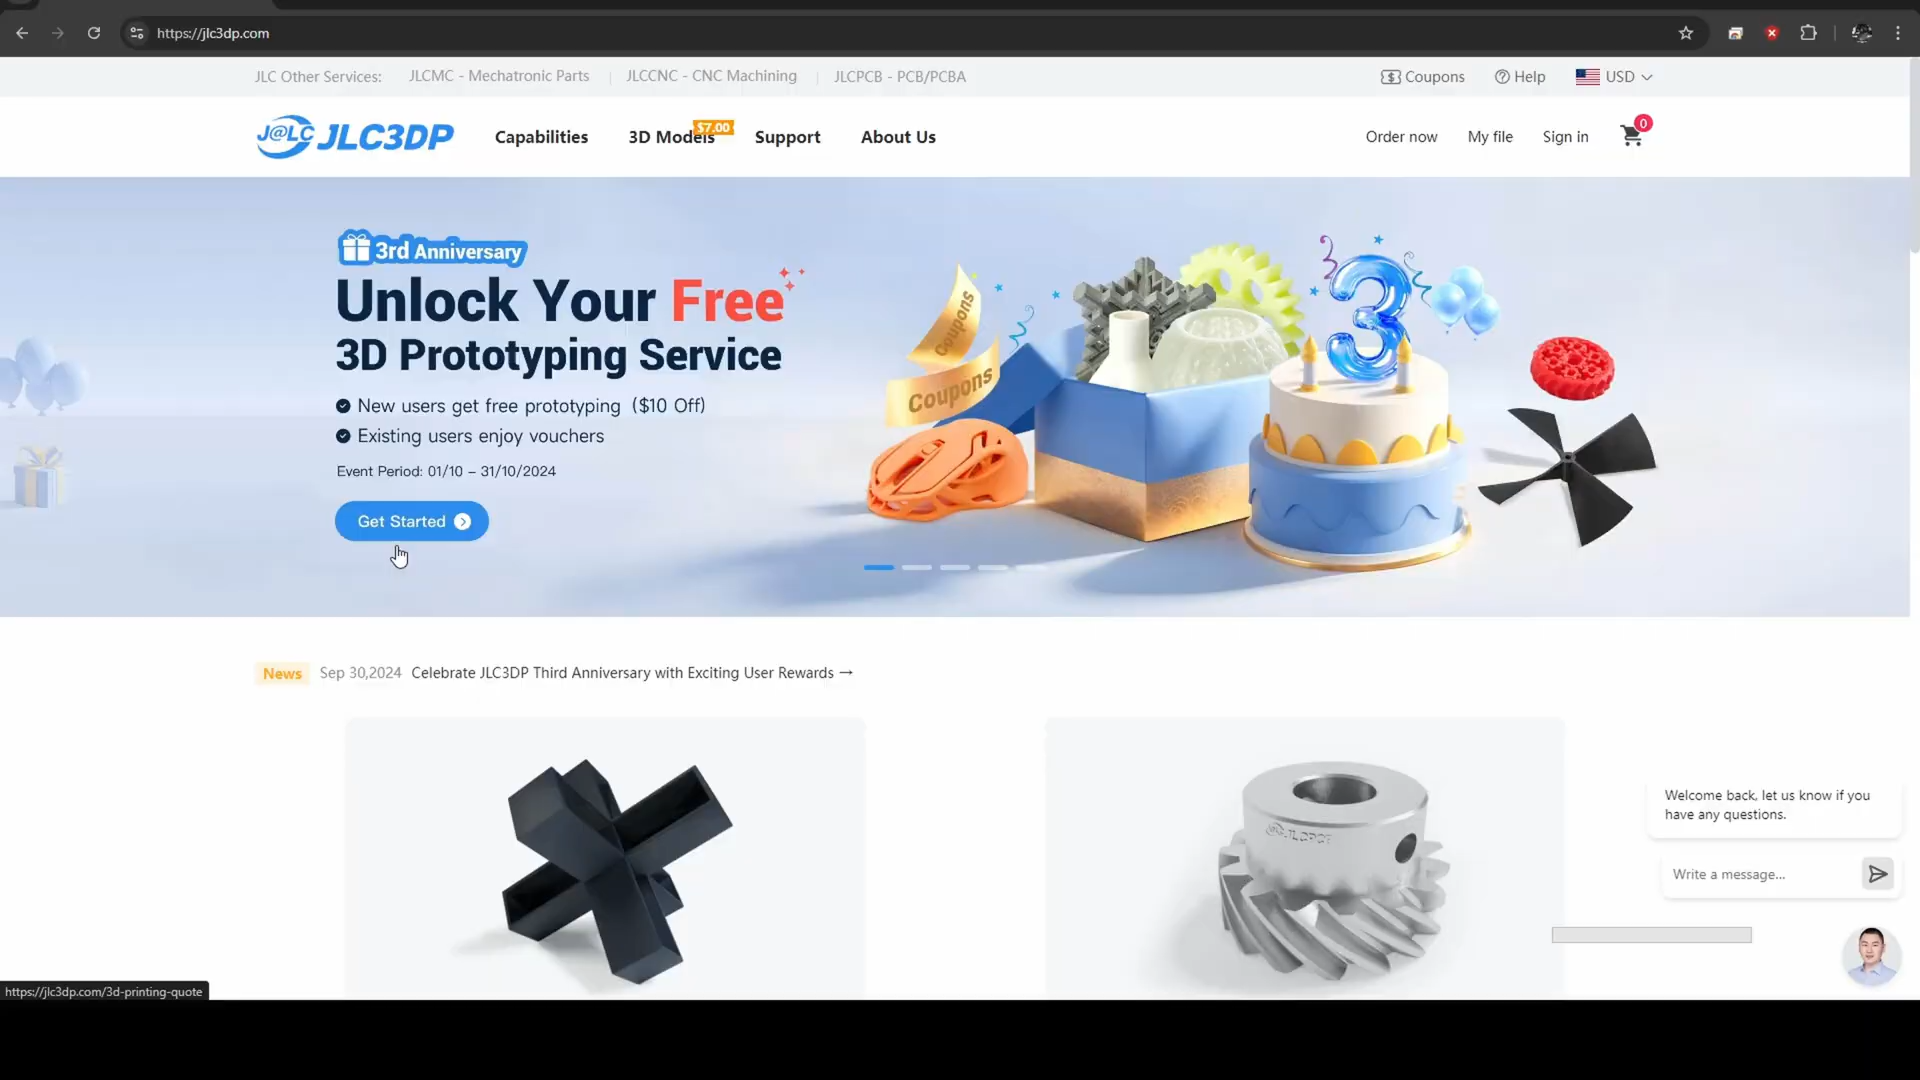 https://jlc3dp.com
JLC Other Services:
JLCMC - Mechatronic Parts
JLCCNC - CNC Machining
JLCPCB - PCB/PCBA
Coupons
Help
USD
J@LC JLC3DP
Capabilities
3D Models
$7.00
Support
About Us
Order now
My file
Sign in
0
3rd Anniversary
Unlock Your Free
3D Prototyping Service
New users get free prototyping ($10 Off)
Existing users enjoy vouchers
Event Period: 01/10 – 31/10/2024
Get Started
Coupons
Coupons
3
News
Sep 30,2024
Celebrate JLC3DP Third Anniversary with Exciting User Rewards →
JLCPCB
Welcome back, let us know if you
have any questions.
Write a message...
https://jlc3dp.com/3d-printing-quote